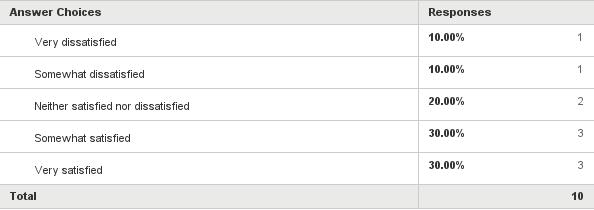 Answer Choices Responses
Very dissatisfied 10.00% 1
Somewhat dissatisfied 10.00% 1
Neither satisfied nor dissatisfied 20.00% 2
Somewhat satisfied 30.00% 3
Very satisfied 30.00% 3
Total 10